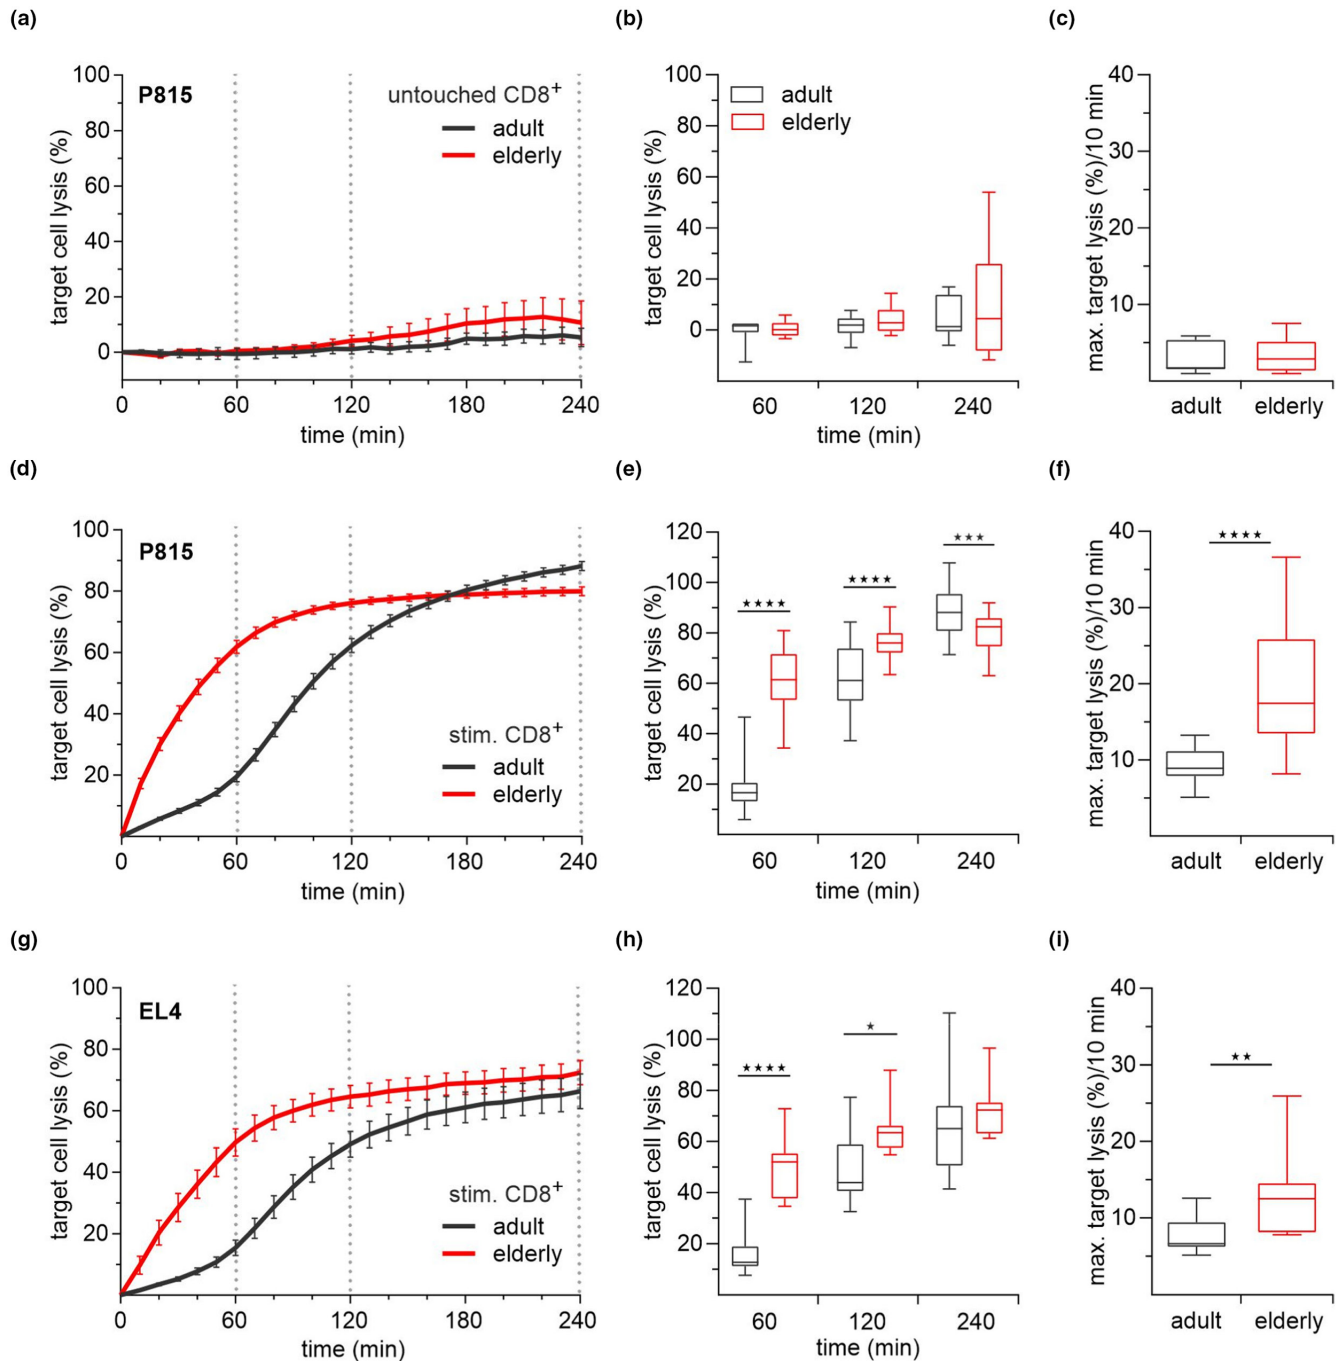 (a)
P815
untouched CD8+
adult
elderly
target cell lysis (%)
100
80
60
40
20
0
0 60 120 180 240
time (min)
(b)
adult
elderly
target cell lysis (%)
100
80
60
40
20
0
60 120 240
time (min)
(c)
max. target lysis (%)/10 min
40
30
20
10
adult elderly
(d)
P815
stim. CD8+
adult
elderly
target cell lysis (%)
100
80
60
40
20
0 60 120 180 240
time (min)
(e)
target cell lysis (%)
120
100
80
60
40
20
★★★★ ★★★★ ★★★
60 120 240
time (min)
(f)
max. target lysis (%)/10 min
40
30
20
10
★★★★
adult elderly
(g)
EL4
stim. CD8+
adult
elderly
target cell lysis (%)
100
80
60
40
20
0 60 120 180 240
time (min)
(h)
target cell lysis (%)
120
100
80
60
40
20
★★★★ ★
60 120 240
time (min)
(i)
max. target lysis (%)/10 min
40
30
20
10
★★
adult elderly